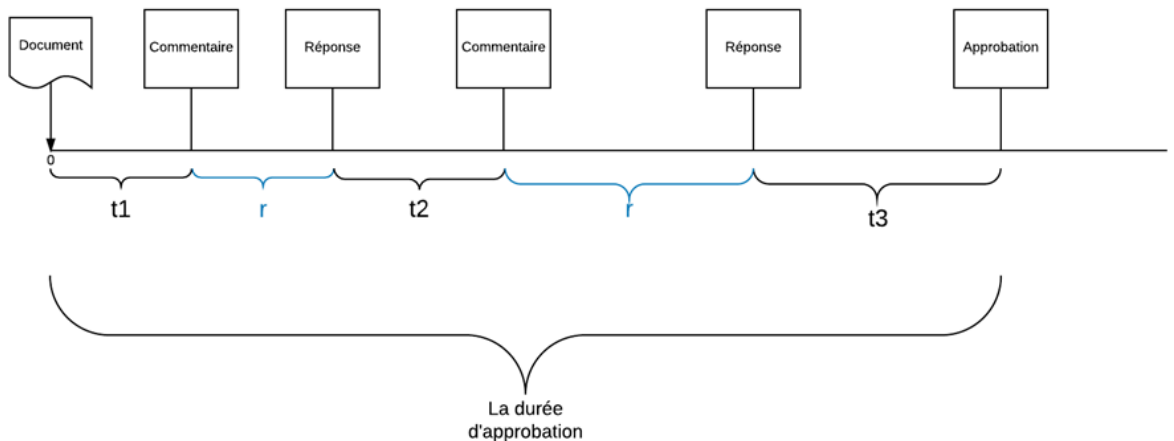 Document
Commentaire
Réponse
Commentaire
Réponse
Approbation
0
t1
r
t2
r
t3
La durée
d'approbation